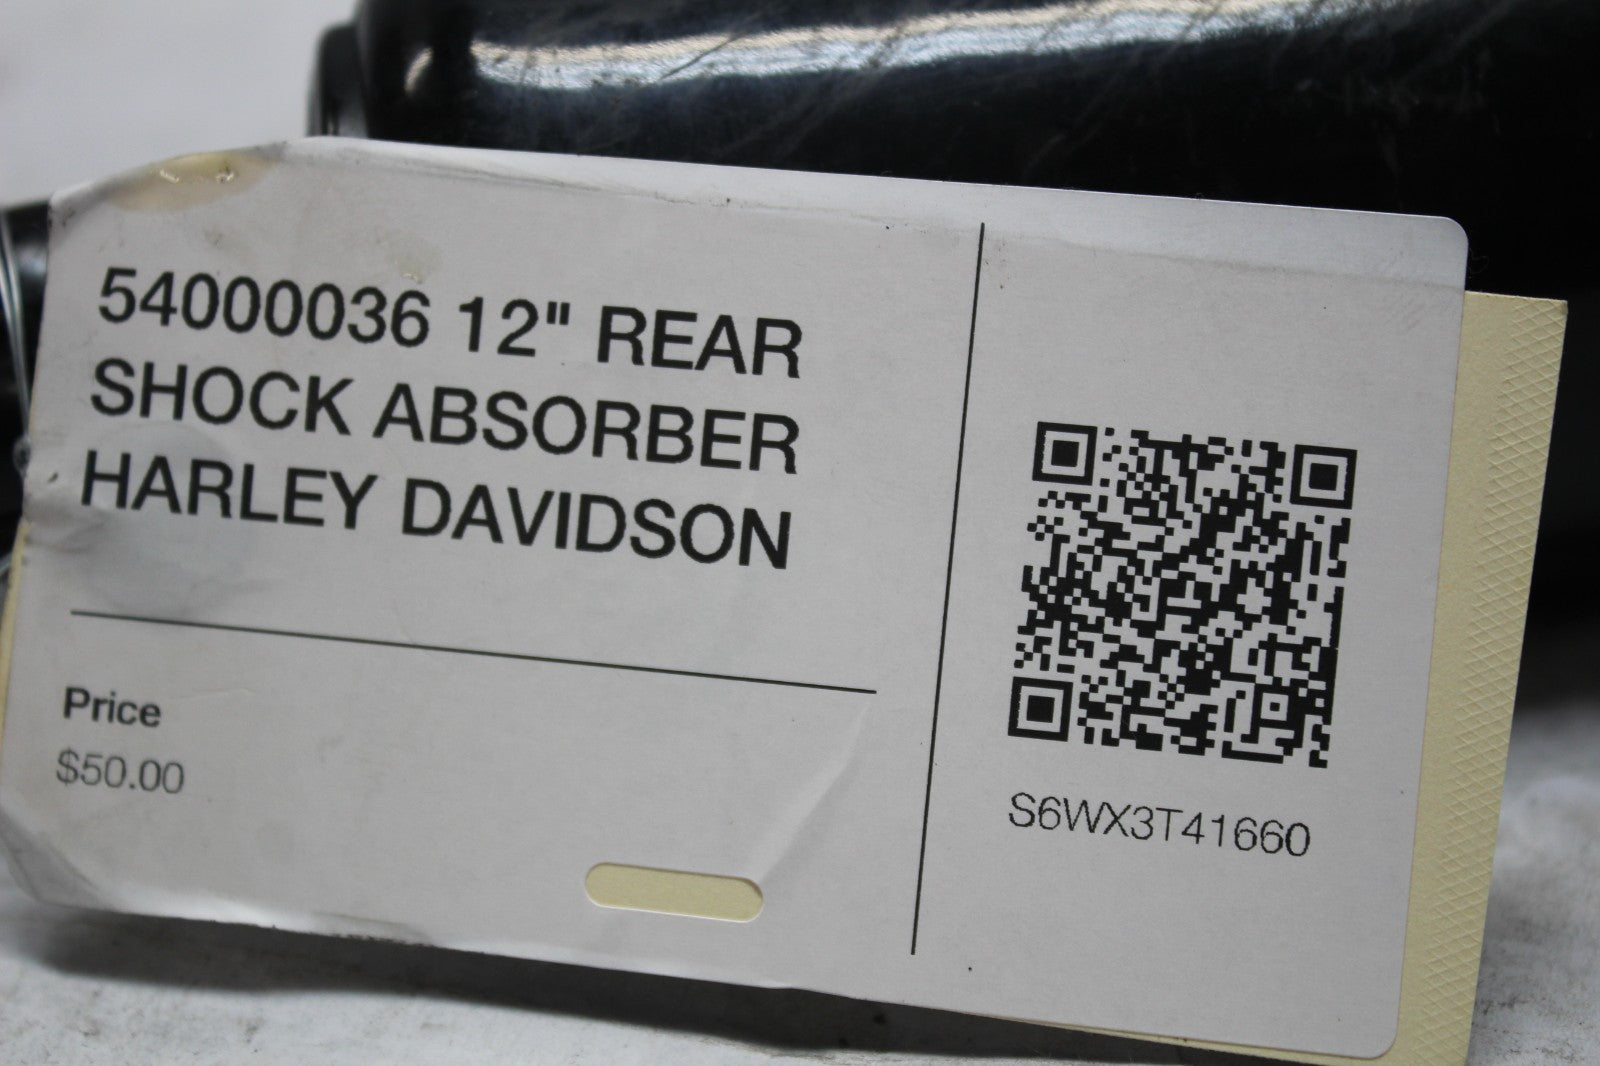 54000036 12" REAR
SHOCK ABSORBER
HARLEY DAVIDSON
Price
$50.00
S6WX3T41660